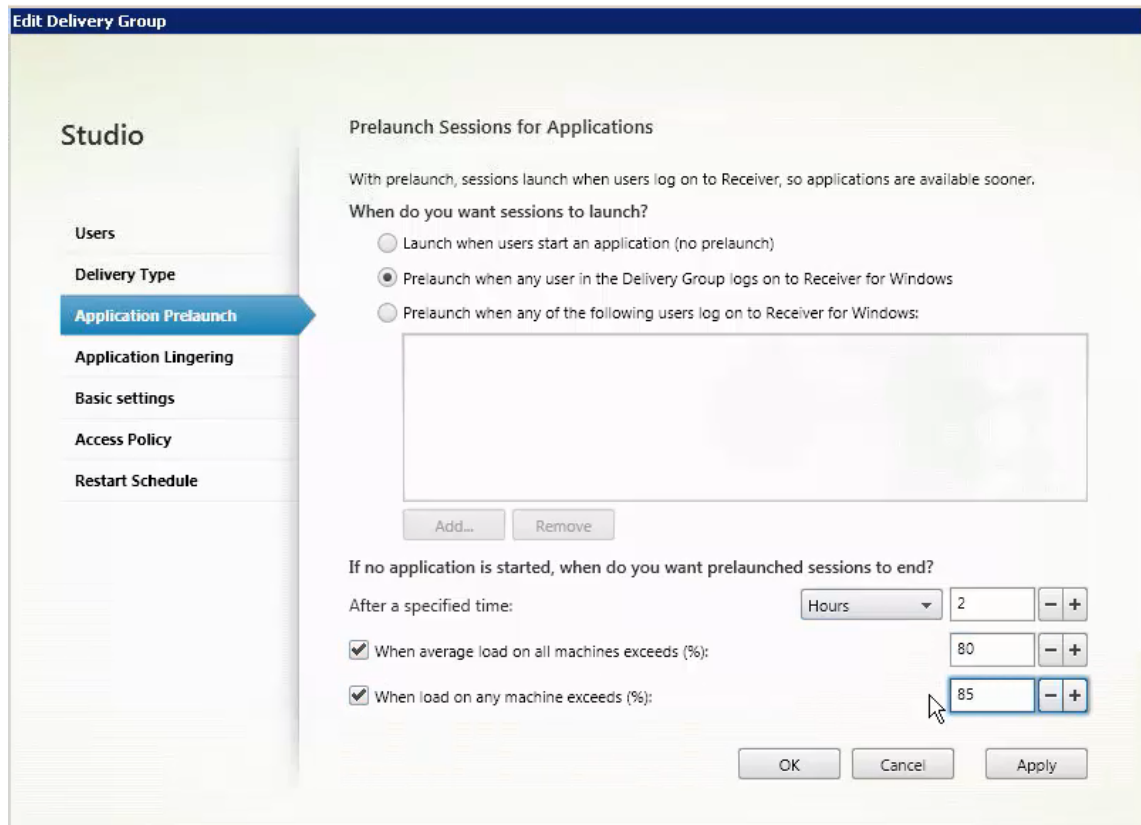 Edit Delivery Group
Studio
Users
Delivery Type
Application Prelaunch
Application Lingering
Basic settings
Access Policy
Restart Schedule
Prelaunch Sessions for Applications
With prelaunch, sessions launch when users log on to Receiver, so applications are available sooner.
When do you want sessions to launch?
Launch when users start an application (no prelaunch)
Prelaunch when any user in the Delivery Group logs on to Receiver for Windows
Prelaunch when any of the following users log on to Receiver for Windows:
Add... Remove
If no application is started, when do you want prelaunched sessions to end?
After a specified time: Hours 2
When average load on all machines exceeds (%): 80
When load on any machine exceeds (%): 85
OK Cancel Apply